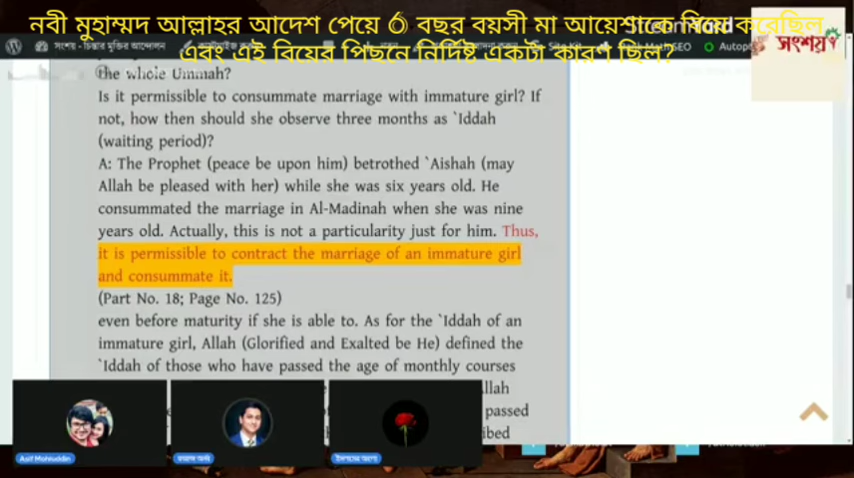 নবী মুহাম্মদ আল্লাহর আদেশ পেয়ে 6 বছর বয়সী মা আয়েশাকে বিয়ে করেছিল
এবং এই বিয়ের পিছনে নির্দিষ্ট একটা কারণ ছিল?
সংশয় - চিন্তার মুক্তির আন্দোলন
সংশয়
the whole Ummah?
Is it permissible to consummate marriage with immature girl? If
not, how then should she observe three months as `Iddah
(waiting period)?
A: The Prophet (peace be upon him) betrothed `Aishah (may
Allah be pleased with her) while she was six years old. He
consummated the marriage in Al-Madinah when she was nine
years old. Actually, this is not a particularity just for him. Thus,
it is permissible to contract the marriage of an immature girl
and consummate it.
(Part No. 18; Page No. 125)
even before maturity if she is able to. As for the `Iddah of an
immature girl, Allah (Glorified and Exalted be He) defined the
`Iddah of those who have passed the age of monthly courses
passed
Asif Mohiuddin